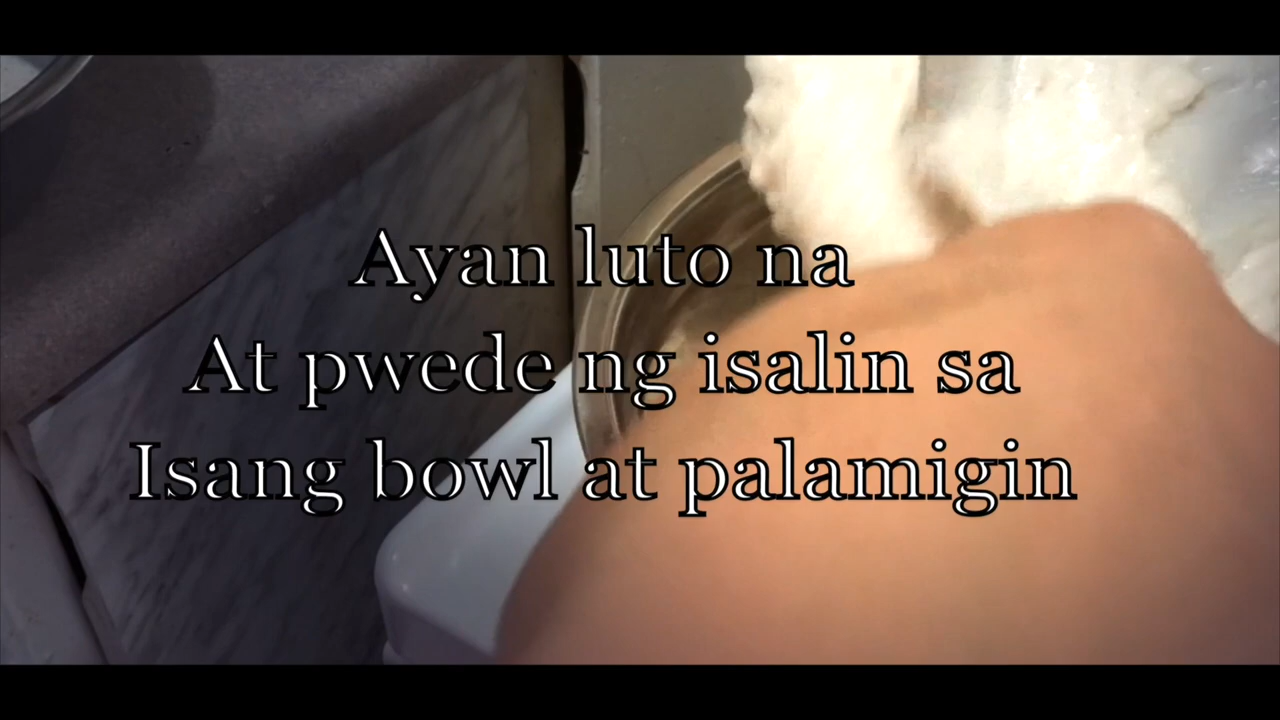 Ayan luto na
At pwede ng isalin sa
Isang bowl at palamigin